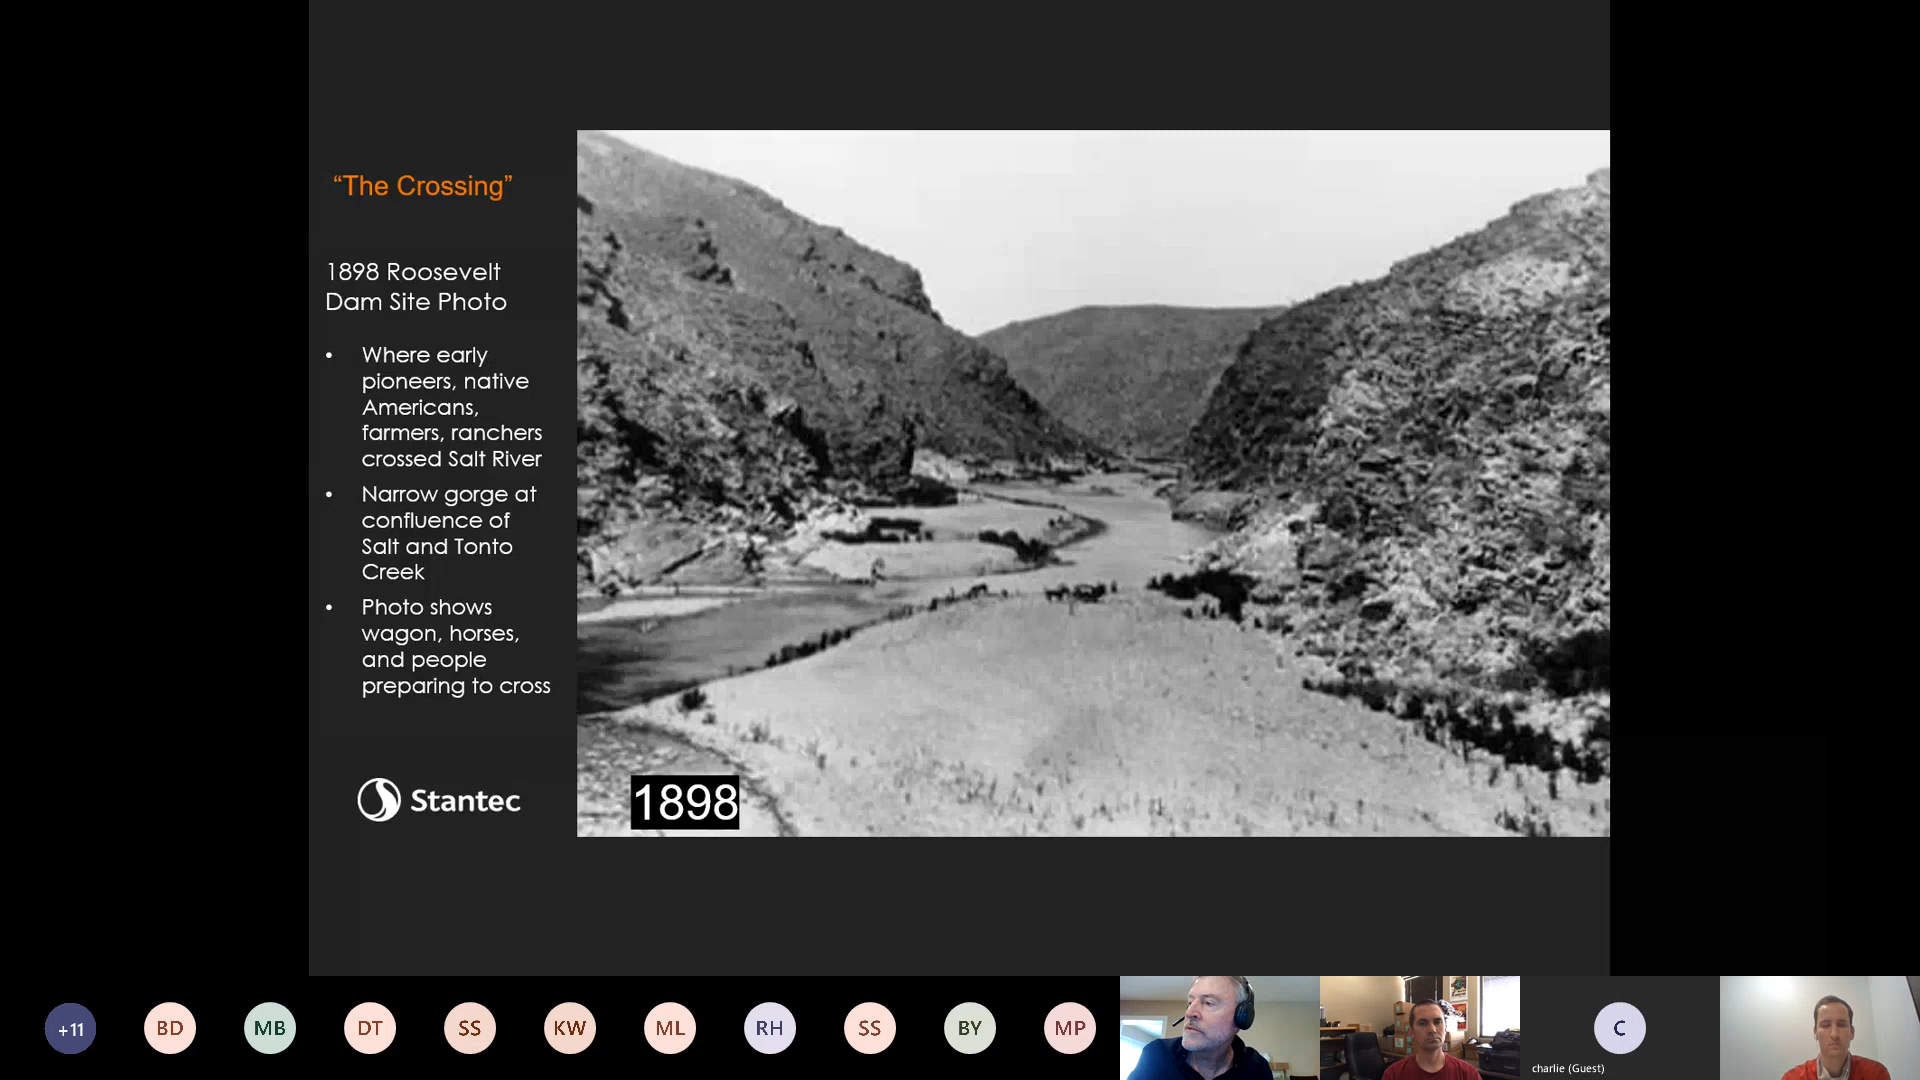 “The Crossing”
1898 Roosevelt
Dam Site Photo
• Where early
pioneers, native
Americans,
farmers, ranchers
crossed Salt River
• Narrow gorge at
confluence of
Salt and Tonto
Creek
• Photo shows
wagon, horses,
and people
preparing to cross
Stantec
1898
+11
BD
MB
DT
SS
KW
ML
RH
SS
BY
MP
C
charlie (Guest)